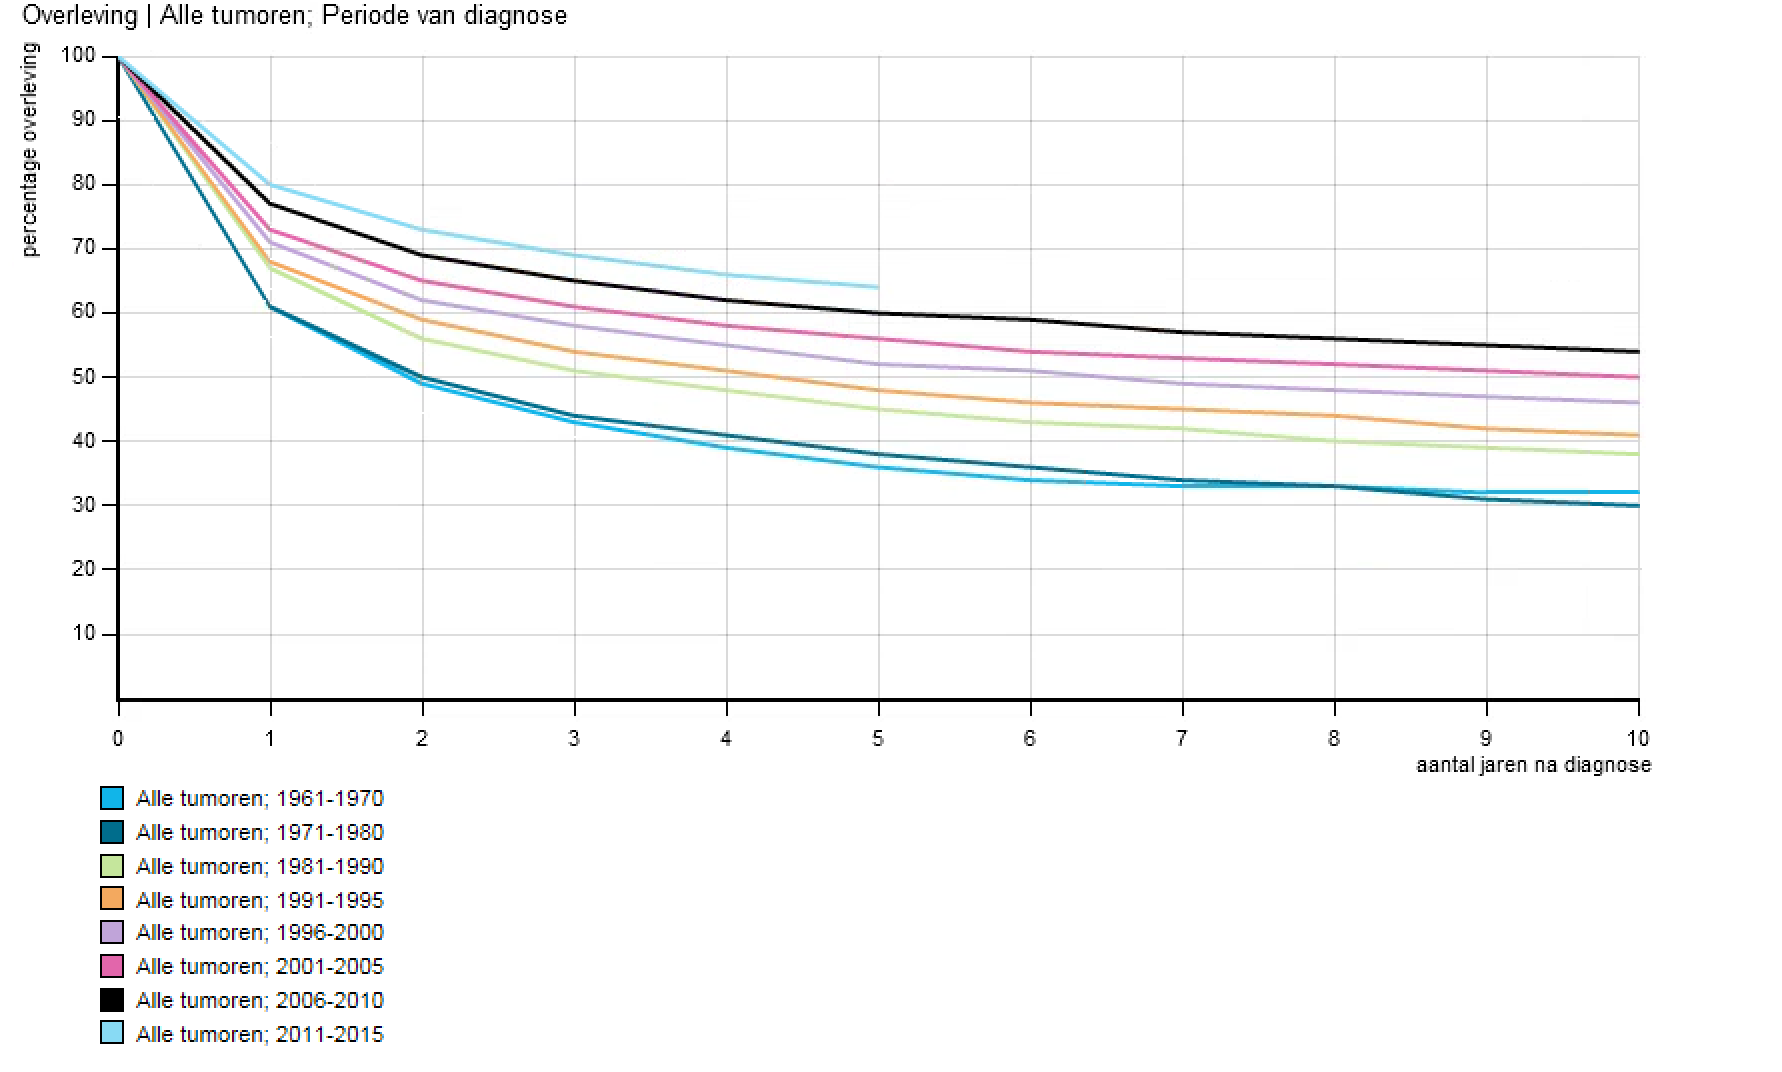 Overleving | Alle tumoren; Periode van diagnose
percentage overleving
100
90
80
70
60
50
40
30
20
10
0 1 2 3 4 5 6 7 8 9 10
aantal jaren na diagnose
Alle tumoren; 1961-1970
Alle tumoren; 1971-1980
Alle tumoren; 1981-1990
Alle tumoren; 1991-1995
Alle tumoren; 1996-2000
Alle tumoren; 2001-2005
Alle tumoren; 2006-2010
Alle tumoren; 2011-2015